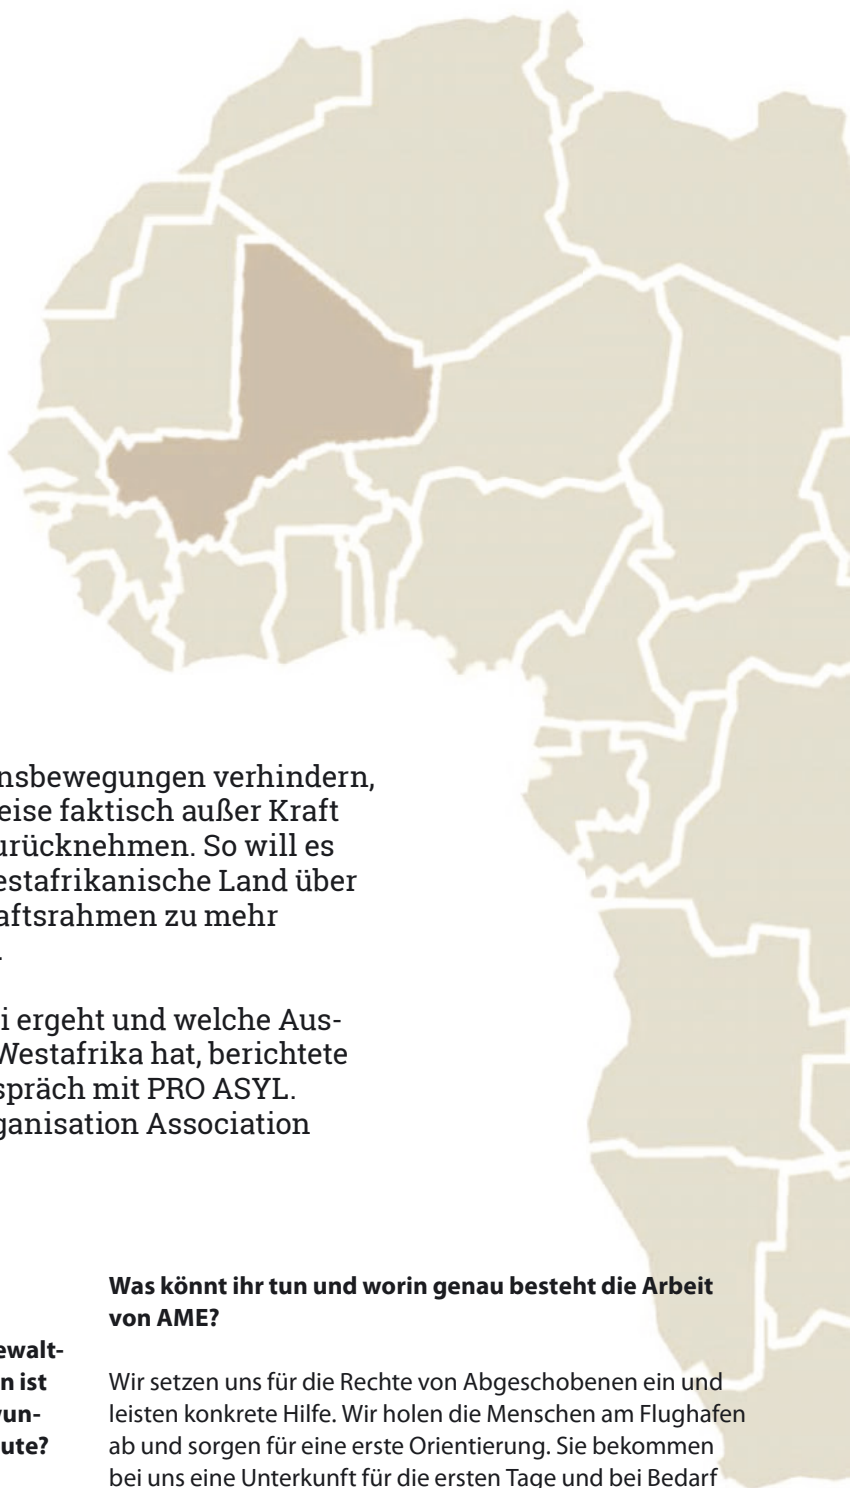 nsbewegungen verhindern,
eise faktisch außer Kraft
urücknehmen. So will es
estafrikanische Land über
aftsrahmen zu mehr
.
i ergeht und welche Aus-
Westafrika hat, berichtete
spräch mit PRO ASYL.
ganisation Association
ewalt-
n ist
vun-
ute?
Was könnt ihr tun und worin genau besteht die Arbeit
von AME?
Wir setzen uns für die Rechte von Abgeschobenen ein und
leisten konkrete Hilfe. Wir holen die Menschen am Flughafen
ab und sorgen für eine erste Orientierung. Sie bekommen
bei uns eine Unterkunft für die ersten Tage und bei Bedarf